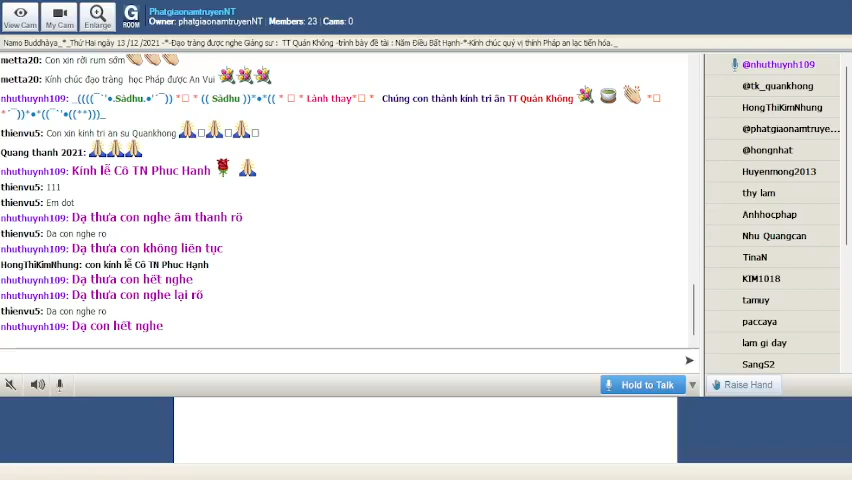 View Cam
My Cam
Enlarge
G
ROOM
PhatgiaonamtruyenNT
Owner: phatgiaonamtruyenNT | Members: 23 | Cams: 0
Namo Buddhàya_*_Thứ Hai ngày 13 /12 /2021 -*-Đạo tràng được nghe Giảng sư : TT Quán Không -trình bày đề tài : Năm Điều Bất Hạnh-*-Kính chúc quý vị thính Pháp an lạc tiến hóa._
metta20: Con xin rời rum sớm
metta20: Kính chúc đạo tràng học Pháp được An Vui
nhuthuynh109: _((((¯`'•.Sādhu.•'´¯)) *□ * (( Sādhu ))*•*(( * □ * Lành thay*□ * Chúng con thành kính tri ân TT Quán Không *□
*´¯))*•*((¯`'•((**)))_
thienvu5: Con xin kinh tri an su Quankhong □ □ □
Quang thanh 2021:
nhuthuynh109: Kính lễ Cô TN Phuc Hanh
thienvu5: 111
thienvu5: Em dot
nhuthuynh109: Dạ thưa con nghe âm thanh rõ
thienvu5: Da con nghe ro
nhuthuynh109: Dạ thưa con không liên tục
HongThiKimNhung: con kính lễ Cô TN Phuc Hạnh
nhuthuynh109: Dạ thưa con hết nghe
nhuthuynh109: Dạ thưa con nghe lại rõ
thienvu5: Da con nghe ro
nhuthuynh109: Dạ con hết nghe
Hold to Talk
@nhuthuynh109
@tk_quankhong
HongThiKimNhung
@phatgiaonamtruye...
@hongnhat
Huyenmong2013
thy lam
Anhhocphap
Nhu Quangcan
TinaN
KIM1018
tamuy
paccaya
lam gi day
SangS2
Raise Hand